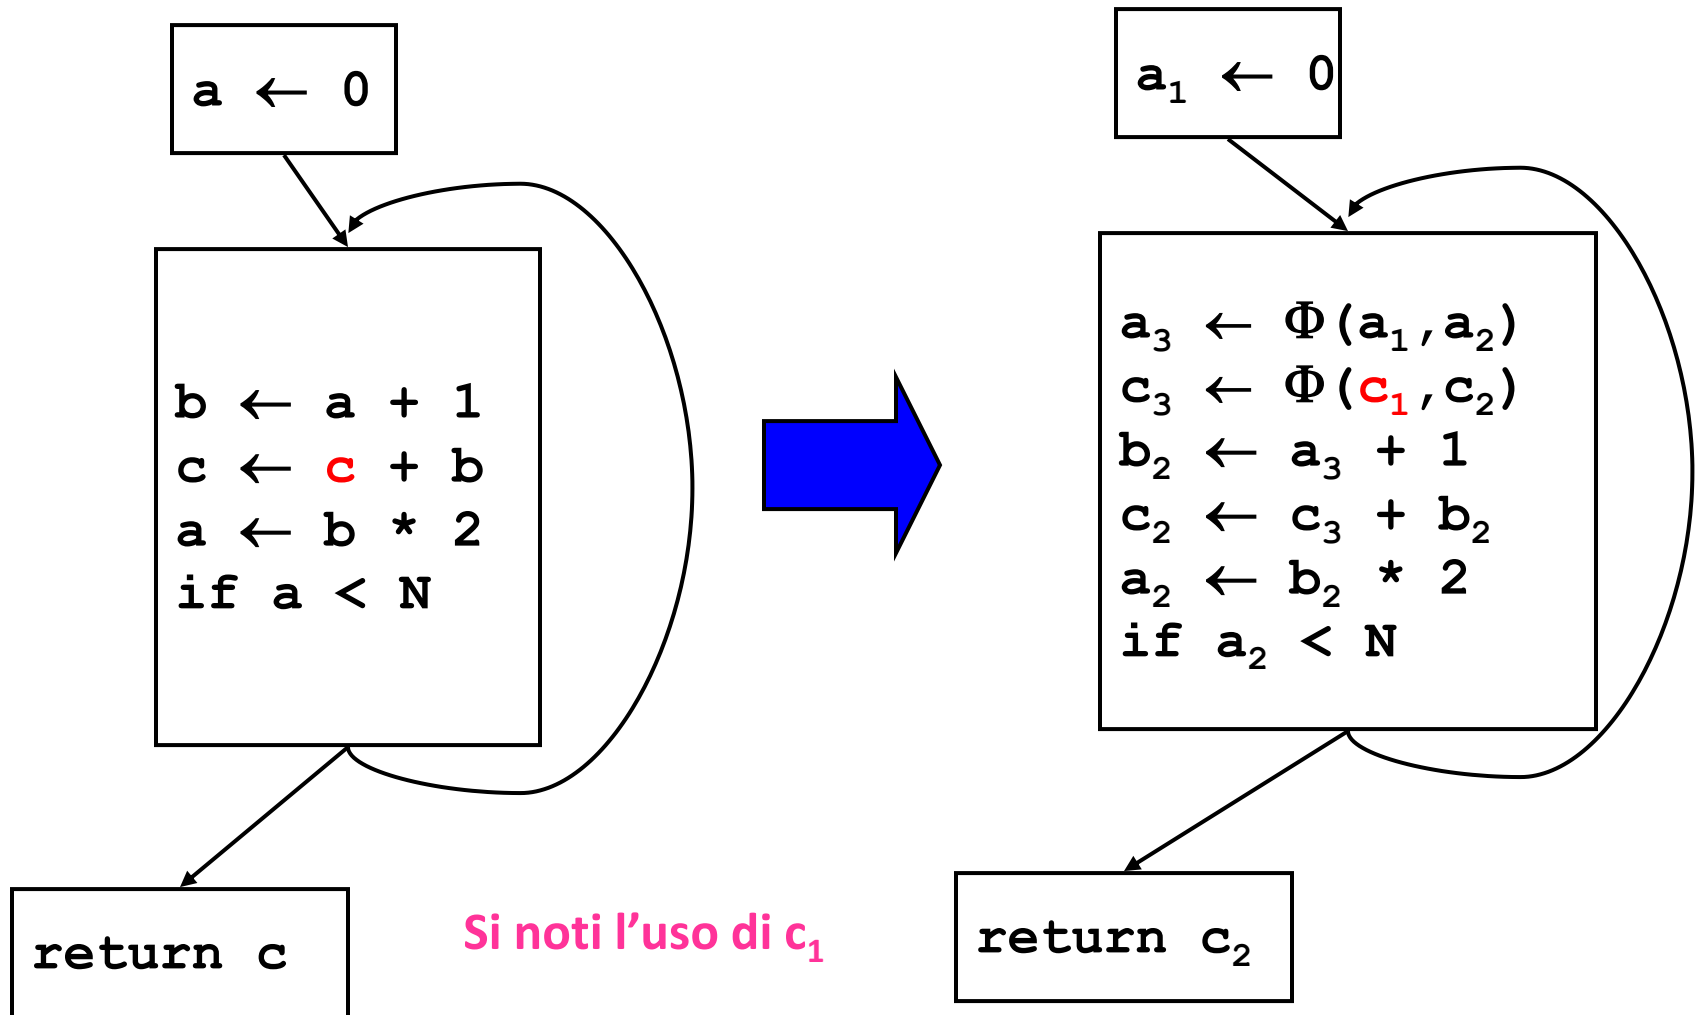 a ← 0
b ← a + 1
c ← c + b
a ← b * 2
if a < N
return c
Si noti l’uso di c₁
a₁ ← 0
a₃ ← Φ(a₁,a₂)
c₃ ← Φ(c₁,c₂)
b₂ ← a₃ + 1
c₂ ← c₃ + b₂
a₂ ← b₂ * 2
if a₂ < N
return c₂